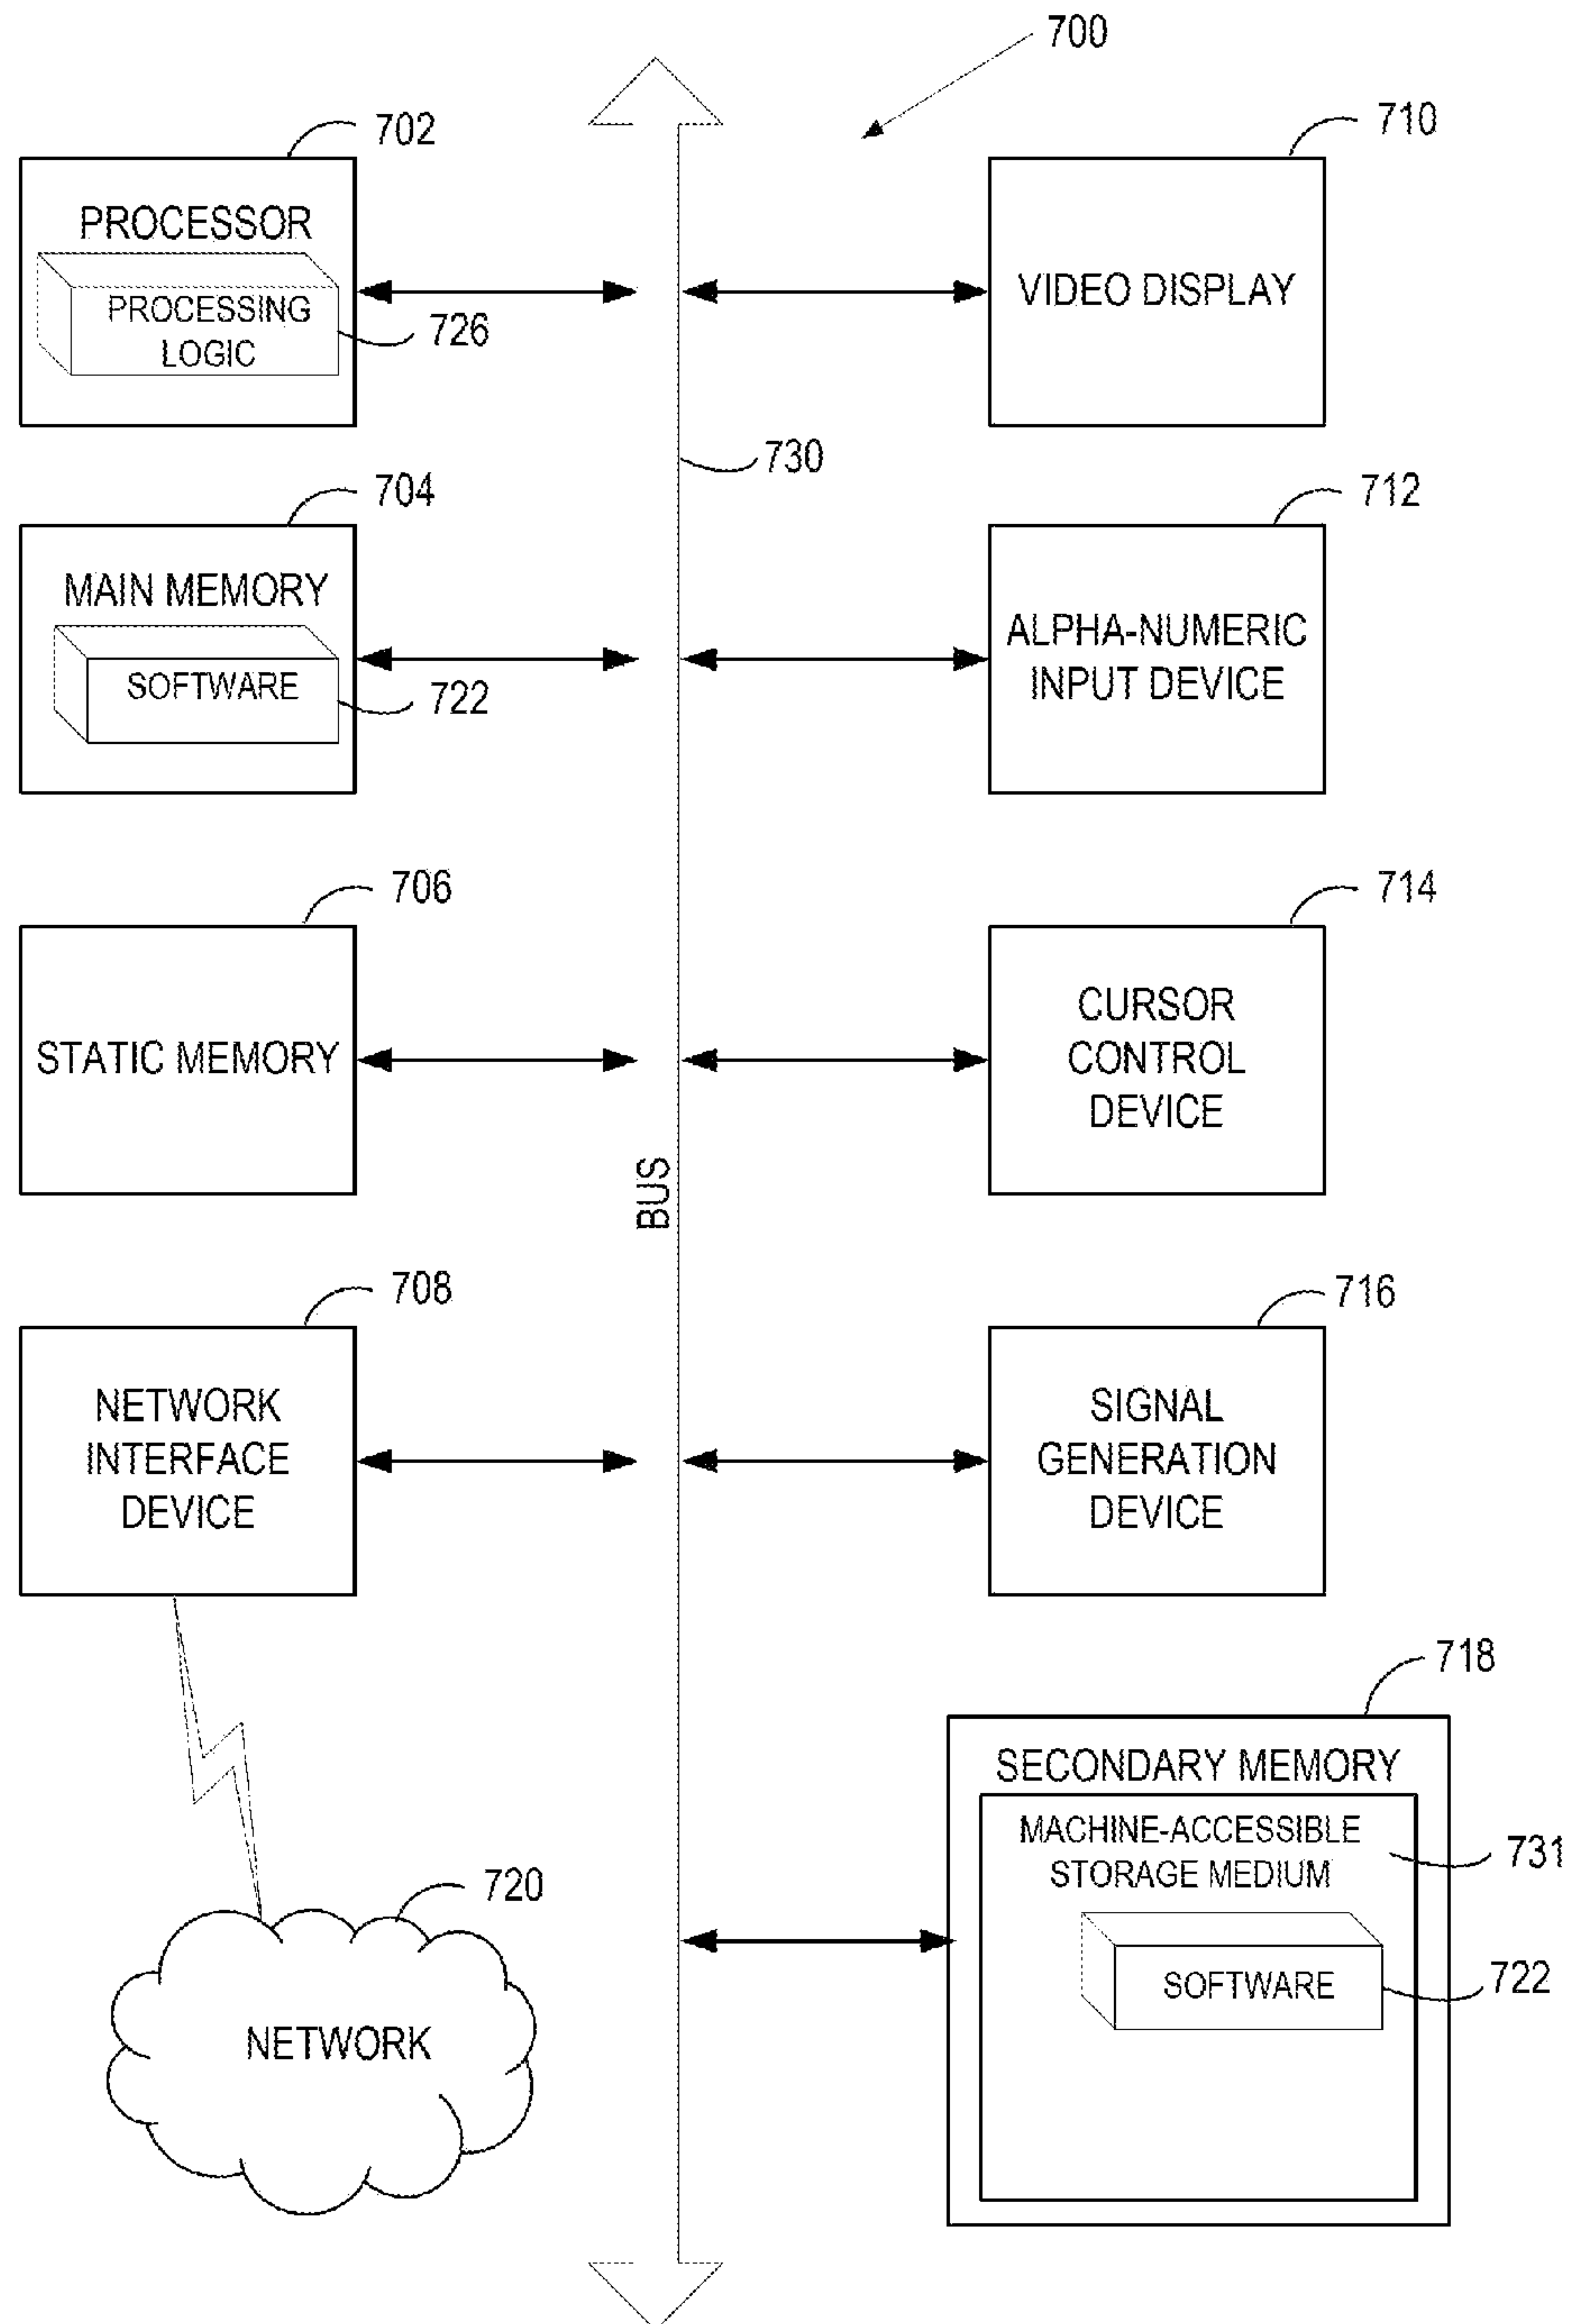 700
702
PROCESSOR
PROCESSING
LOGIC
726
710
VIDEO DISPLAY
730
704
MAIN MEMORY
SOFTWARE
722
712
ALPHA-NUMERIC
INPUT DEVICE
706
STATIC MEMORY
714
CURSOR
CONTROL
DEVICE
BUS
708
NETWORK
INTERFACE
DEVICE
716
SIGNAL
GENERATION
DEVICE
718
SECONDARY MEMORY
MACHINE-ACCESSIBLE
STORAGE MEDIUM
731
SOFTWARE
722
720
NETWORK